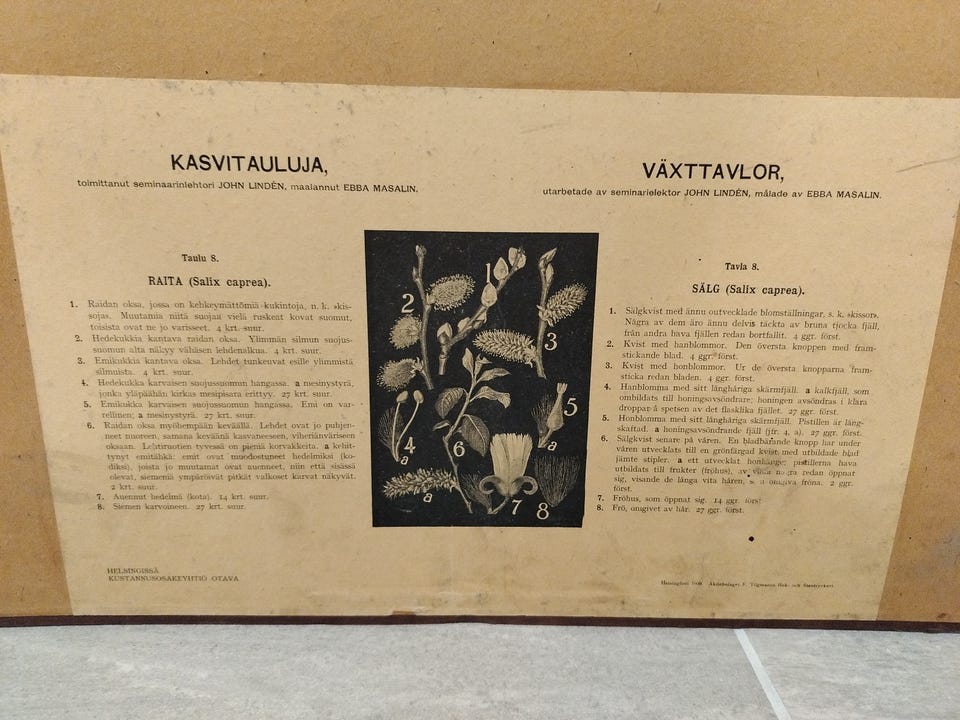 KASVITAULUJA,
toimittanut seminaarinlehtori JOHN LINDÉN, maalannut EBBA MASALIN.
Taulu 8.
RAITA (Salix caprea).
1. Raidan oksa, jossa on kehkeymättömiä kukintoja, n. k. »kis-
soja». Muutamia niitä suojaa vielä ruskeat kovat suomut,
toisista ovat ne jo varisseet. 4 krt. suur.
2. Hedekukkia kantava raidan oksa. Ylimmän silmun suojus-
suomun alta näkyy vähäsen lehdenalkua. 4 krt. suur.
3. Emikukkia kantava oksa. Lehdet tunkeuvat esille ylimmistä
silmuista. 4 krt. suur.
4. Hedekukka karvaisen suojussuomun hangassa. a mesinystyrä,
jonka yläpäähän kirkas mesipisara erittyy. 27 krt. suur.
5. Emikukka karvaisen suojussuomun hangassa. Emi on var-
rellinen; a mesinystyrä. 27 krt. suur.
6. Raidan oksa myöhempään keväällä. Lehdet ovat jo puhjen-
neet nuoreen, samana keväänä kasvaneeseen, viheriänväriseen
oksaan. Lehtiruotien tyvessä on pieniä korvakkeita. a kehit-
tynyt emitähkä: emit ovat muodostuneet hedelmiksi (ko-
diksi), joista jo muutamat ovat auenneet, niin että sisässä
olevat, siemeniä ympäröivät pitkät valkoset karvat näkyvät.
2 krt. suur.
7. Auennut hedelmä (kota). 14 krt. suur.
8. Siemen karvoineen. 27 krt. suur.
HELSINGISSÄ
KUSTANNUSOSAKEYHTIÖ OTAVA
1
2
3
4
a
5
a
6
a
7
8
VÄXTTAVLOR,
utarbetade av seminarielektor JOHN LINDÉN, målade av EBBA MASALIN.
Tavla 8.
SÄLG (Salix caprea).
1. Sälgkvist med ännu outvecklade blomställningar, s. k. »kissor».
Några av dem äro ännu delvis täckta av bruna tjocka fjäll,
från andra hava fjällen redan bortfallit. 4 ggr. först.
2. Kvist med hanblommor. Den översta knoppen med fram-
stickande blad. 4 ggr. först.
3. Kvist med honblommor. Ur de översta knopparna fram-
sticka redan bladen. 4 ggr. först.
4. Hanblomma med sitt långhåriga skärmfjäll. a kalkfjäll, som
ombildats till honingsavsöndrare; honingen avsöndras i klara
droppar å spetsen av det flasklika fjället. 27 ggr. först.
5. Honblomma med sitt långhåriga skärmfjäll. Pistillen är lång-
skaftad. a honingsavsöndrande fjäll (jfr. 4, a). 27 ggr. först.
6. Sälgkvist senare på våren. En bladbärande knopp har under
våren utvecklats till en grönfärgad kvist med utbildade blad
jämte stipler. a ett utvecklat honhänge; pistillerna hava
utbildats till frukter (fröhus), av vilka några redan öppnat
sig, visande de långa vita håren, omgiva fröna. 2 ggr.
först.
7. Fröhus, som öppnat sig. 14 ggr. först
8. Frö, omgivet av hår. 27 ggr. först.
Helsingfors Aktiebolaget F. Tilgmanns Bok- och Stentryckeri